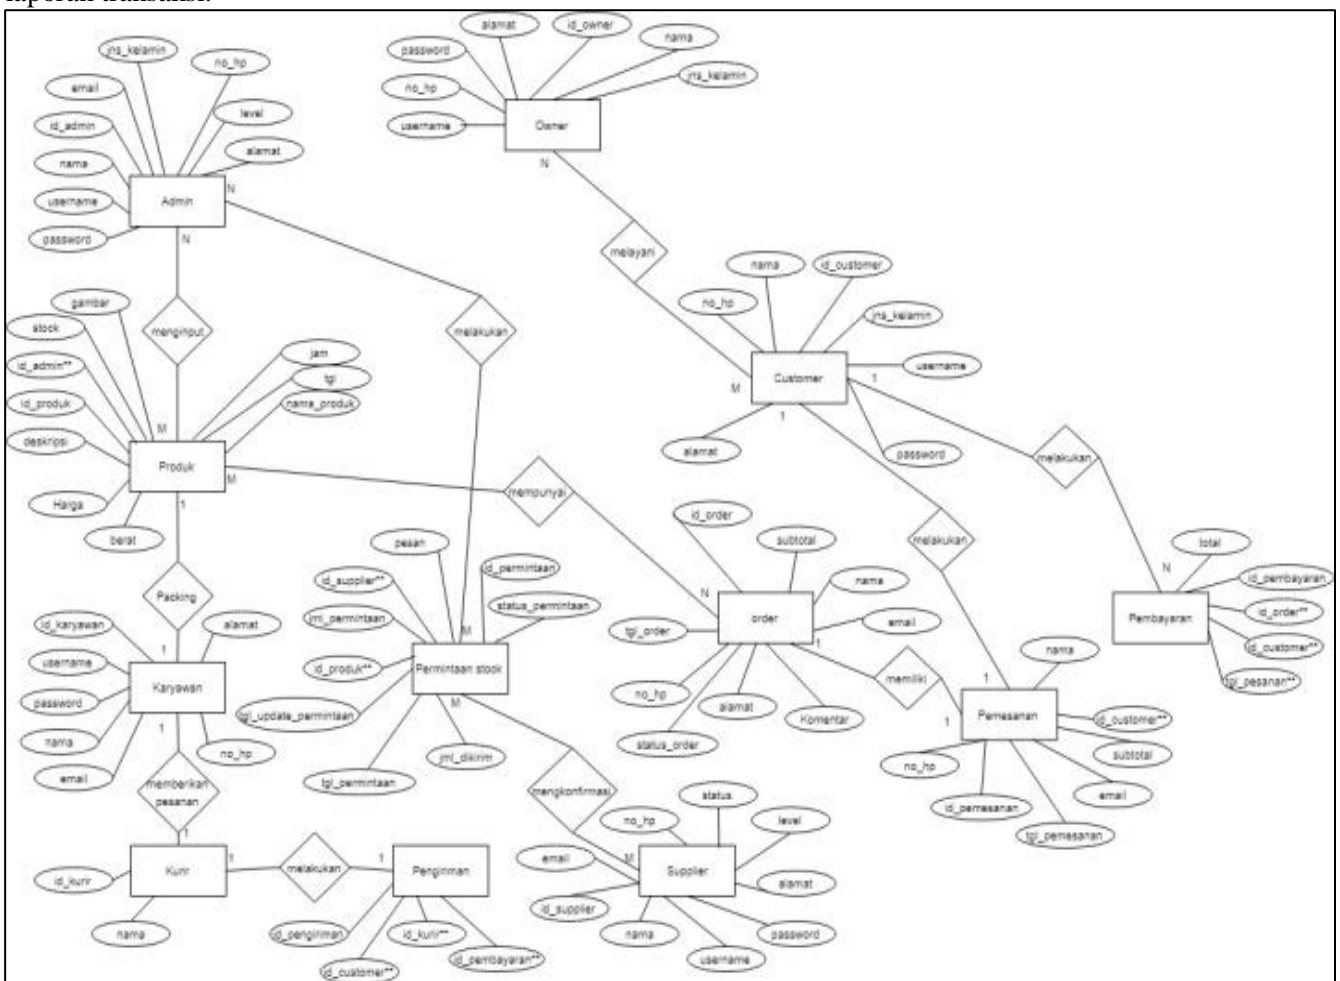 laporan transaksi.
alamat
id_owner
nama
password
jns_kelamin
no_hp
username
Owner
N
jns_kelamin
no_hp
email
level
id_admin
alamat
nama
username
password
Admin
N
N
melayani
gambar
stook
id_admin**
id_produk
deskripsi
Harga
berat
menginput
melakukan
jam
tgl
nama_produk
M
Produk
M
1
nama
id_customer
no_hp
jns_kelamin
username
Customer
M
1
1
alamat
password
melakukan
mempunyai
melakukan
id_order
subtotal
nama
email
N
order
1
tgl_order
no_hp
status_order
alamat
Komentar
memiliki
total
N
id_pembayaran
id_order**
id_customer**
tgl_pesanan**
Pembayaran
pesan
id_permintaan
id_supplier**
status_permintaan
jml_permintaan
id_produk**
tgl_update_permintaan
M
Permintaan stook
M
tgl_permintaan
jml_dikirim
Packing
id_karyawan
alamat
username
password
nama
email
no_hp
1
Karyawan
1
nama
1
Pemesanan
1
id_customer**
subtotal
email
tgl_pemesanan
id_pemesanan
no_hp
memberikan
pesanan
1
mengkonfirmasi
status
no_hp
level
email
M
Supplier
alamat
id_supplier
nama
username
password
Kurir
1
melakukan
1
Pengiriman
id_kurir
nama
id_pengiriman
id_kurir**
id_customer**
id_pembayaran**